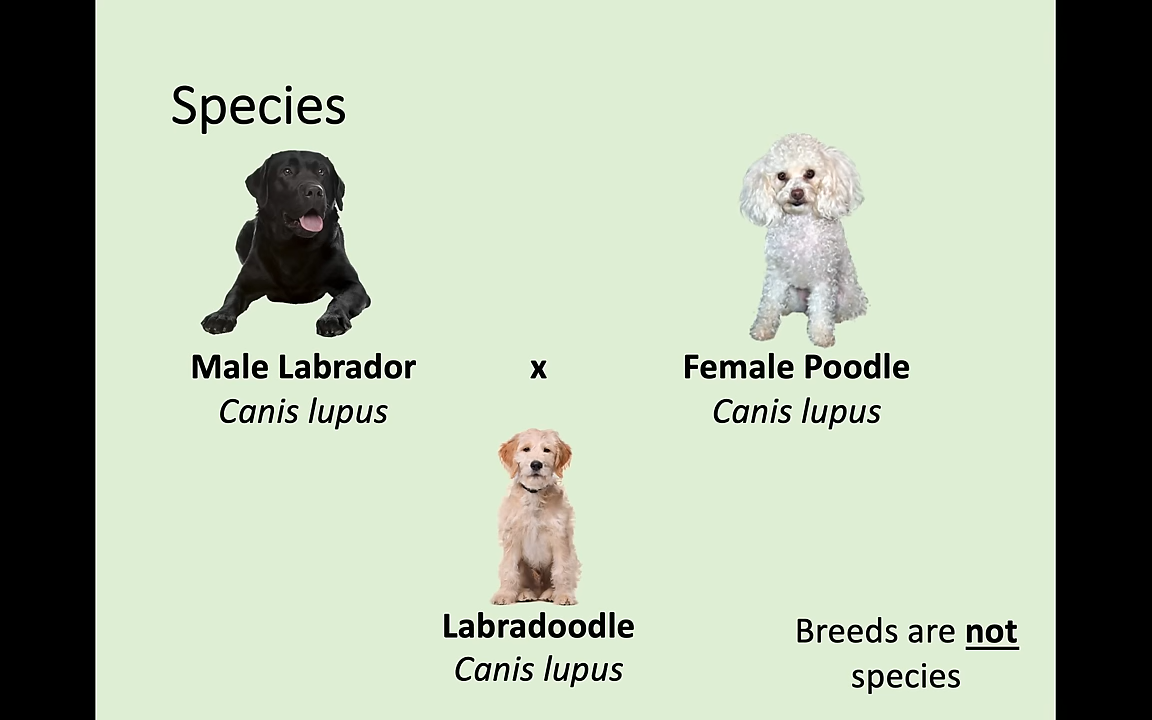 Species
Male Labrador x Female Poodle
Canis lupus Canis lupus
Labradoodle
Canis lupus
Breeds are not
species